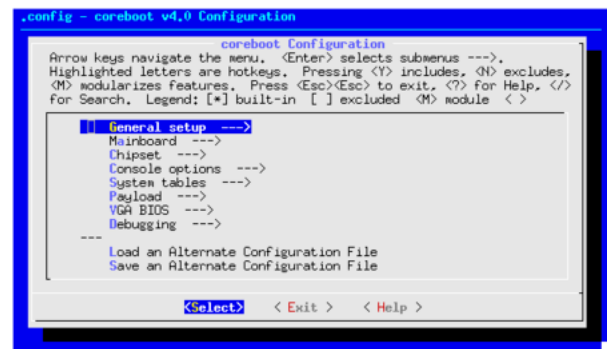 .config - coreboot v4.0 Configuration
coreboot Configuration
Arrow keys navigate the menu. <Enter> selects submenus --->.
Highlighted letters are hotkeys. Pressing <Y> includes, <N> excludes,
<M> modularizes features. Press <Esc><Esc> to exit, <?> for Help, </>
for Search. Legend: [*] built-in [ ] excluded <M> module < >
General setup --->
Mainboard --->
Chipset --->
Console options --->
System tables --->
Payload --->
VGA BIOS --->
Debugging --->
---
Load an Alternate Configuration File
Save an Alternate Configuration File
<Select> < Exit > < Help >